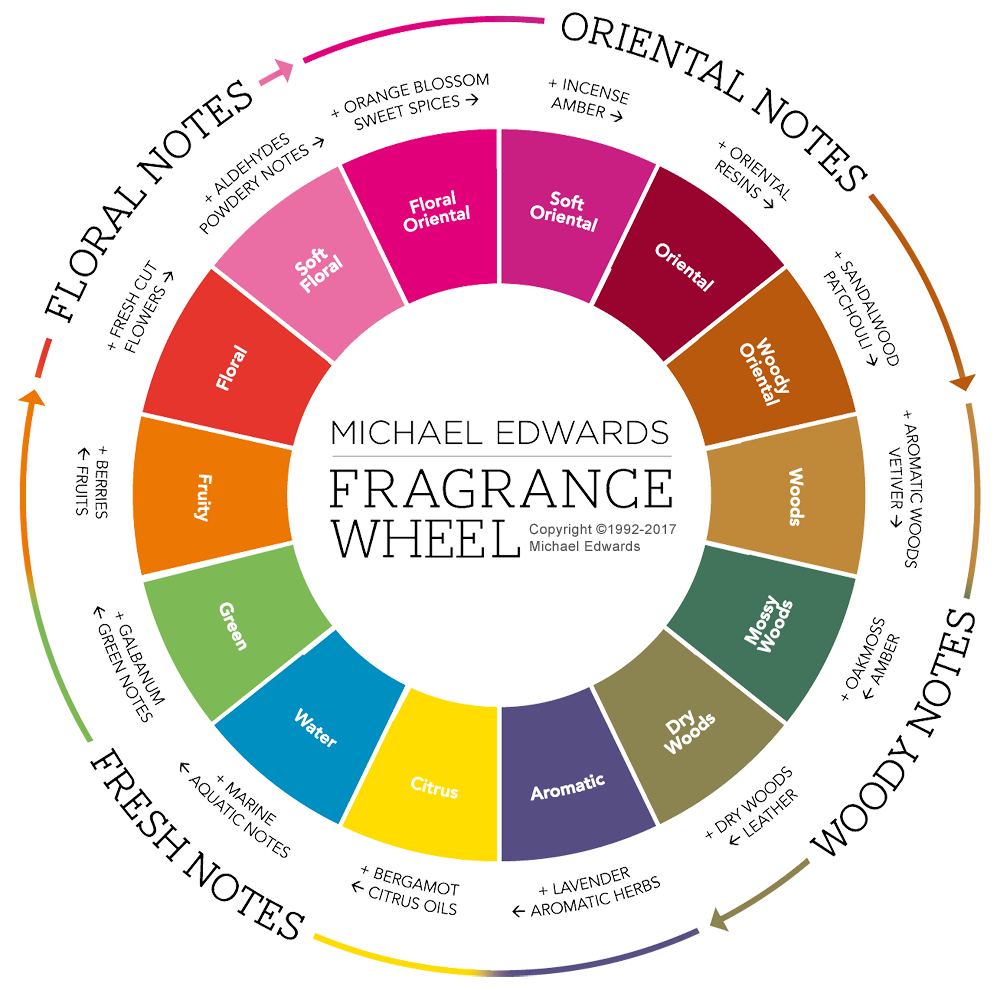 MICHAEL EDWARDS
FRAGRANCE
WHEEL
Copyright ©1992-2017
Michael Edwards
FLORAL NOTES
+ FRESH CUT
FLOWERS →
Floral
+ ALDEHYDES
POWDERY NOTES →
Soft
Floral
+ ORANGE BLOSSOM
SWEET SPICES →
Floral
Oriental
ORIENTAL NOTES
+ INCENSE
AMBER →
Soft
Oriental
+ ORIENTAL
RESINS →
Oriental
+ SANDALWOOD
PATCHOULI →
Woody
Oriental
WOODY NOTES
+ AROMATIC WOODS
VETIVER →
Woods
+ OAKMOSS
← AMBER
Mossy
Woods
+ DRY WOODS
← LEATHER
Dry
Woods
+ LAVENDER
← AROMATIC HERBS
Aromatic
FRESH NOTES
+ BERGAMOT
← CITRUS OILS
Citrus
+ MARINE
← AQUATIC NOTES
Water
+ GALBANUM
← GREEN NOTES
Green
+ BERRIES
← FRUITS
Fruity